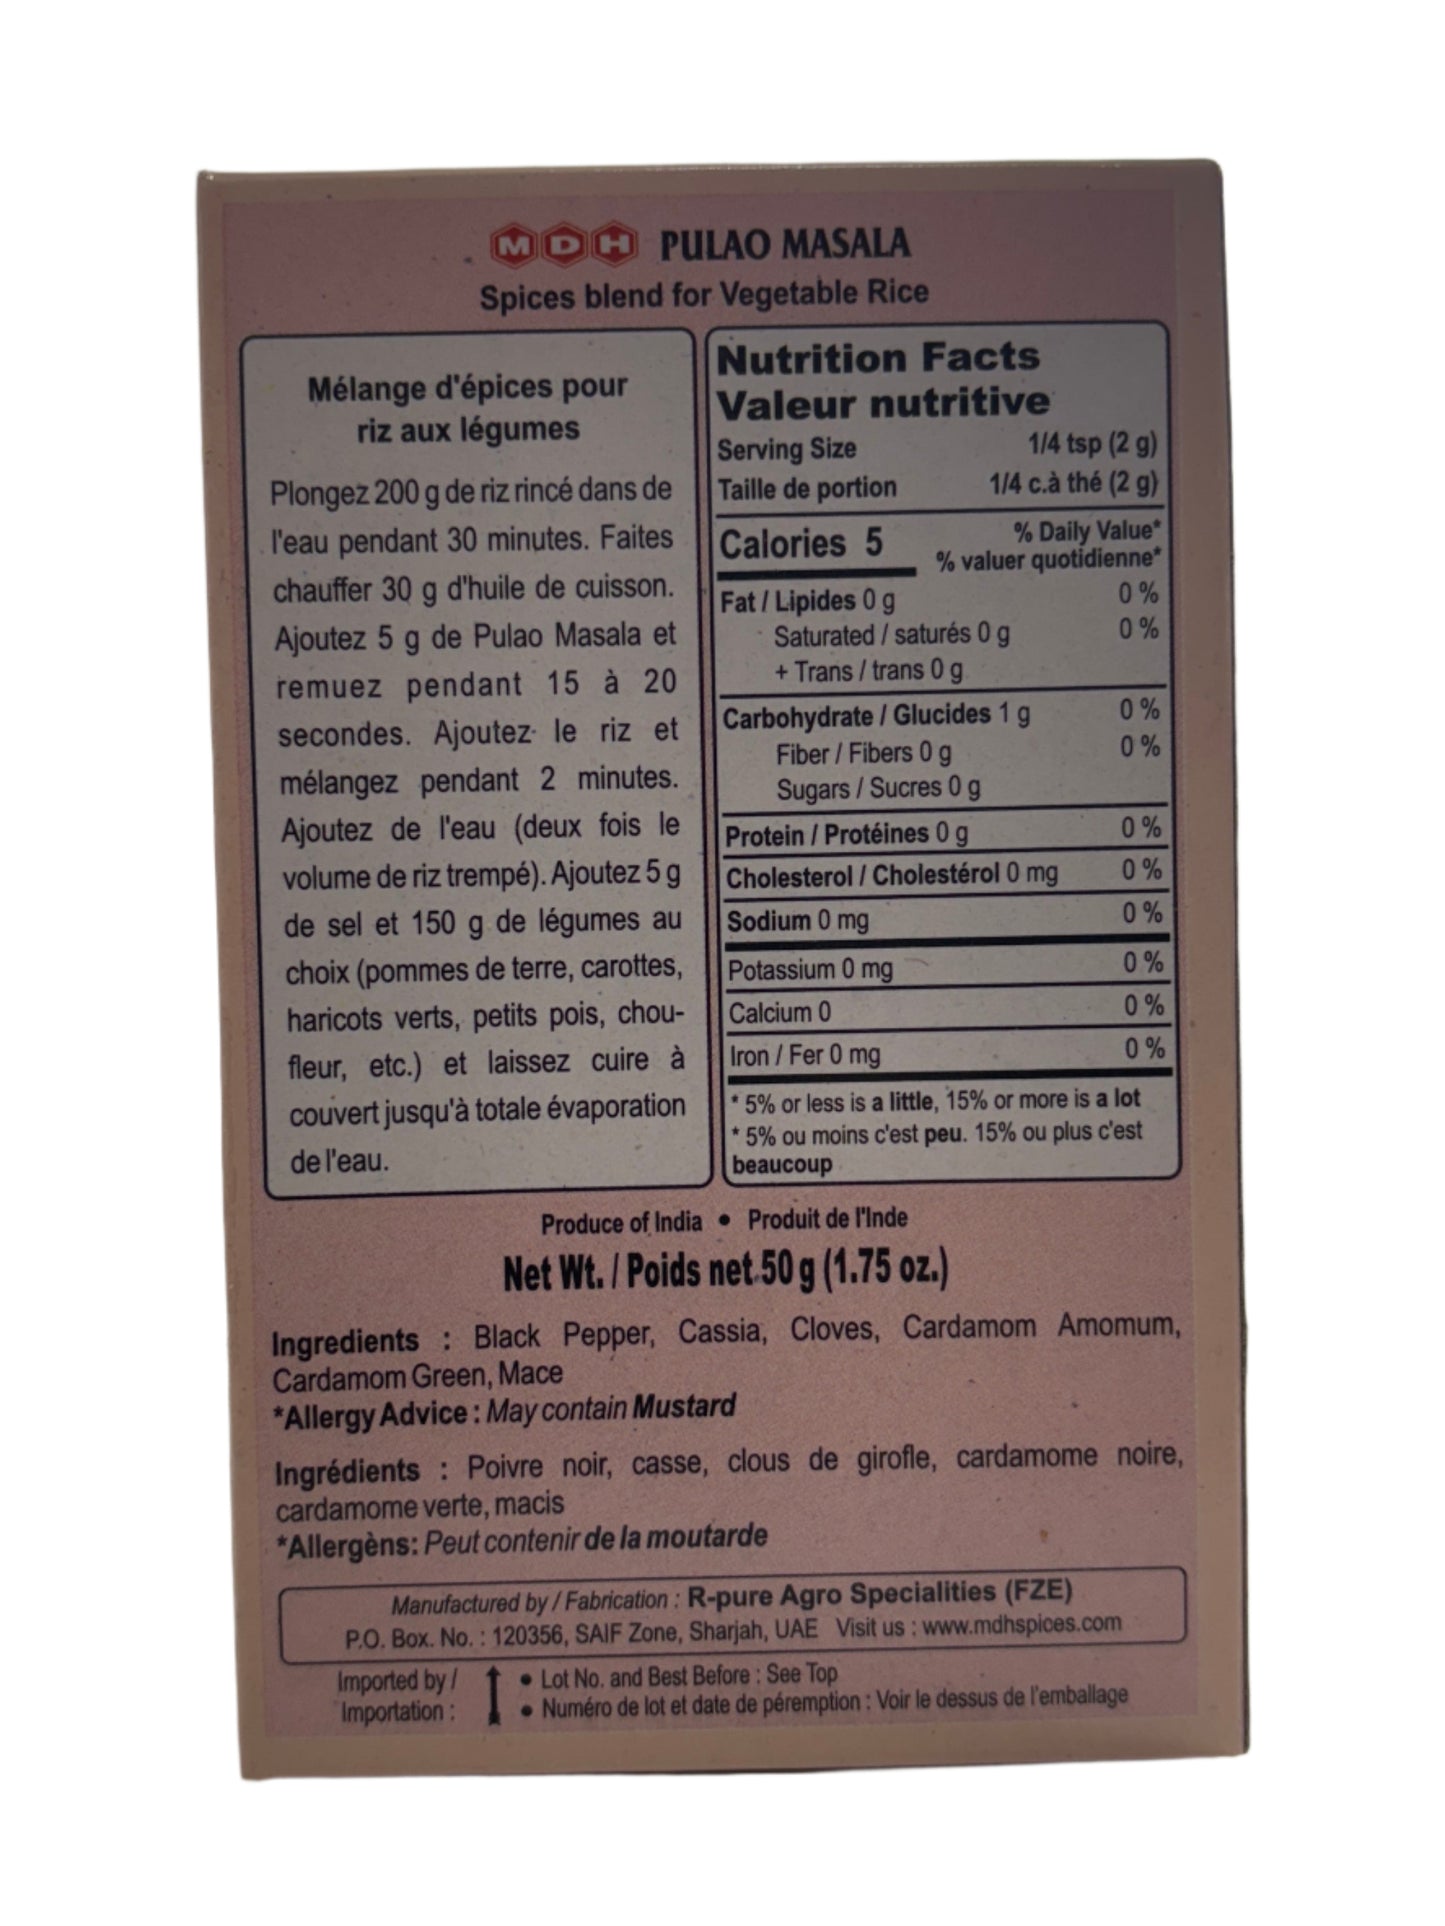 MDH PULAO MASALA
Spices blend for Vegetable Rice
Mélange d'épices pour
riz aux légumes
Plongez 200 g de riz rincé dans de
l'eau pendant 30 minutes. Faites
chauffer 30 g d'huile de cuisson.
Ajoutez 5 g de Pulao Masala et
remuez pendant 15 à 20
secondes. Ajoutez le riz et
mélangez pendant 2 minutes.
Ajoutez de l'eau (deux fois le
volume de riz trempé). Ajoutez 5 g
de sel et 150 g de légumes au
choix (pommes de terre, carottes,
haricots verts, petits pois, chou-
fleur, etc.) et laissez cuire à
couvert jusqu'à totale évaporation
de l'eau.
Nutrition Facts
Valeur nutritive
Serving Size 1/4 tsp (2 g)
Taille de portion 1/4 c.à thé (2 g)
Calories 5 % Daily Value*
% valuer quotidienne*
Fat / Lipides 0 g 0 %
Saturated / saturés 0 g 0 %
+ Trans / trans 0 g
Carbohydrate / Glucides 1 g 0 %
Fiber / Fibers 0 g 0 %
Sugars / Sucres 0 g
Protein / Protéines 0 g 0 %
Cholesterol / Cholestérol 0 mg 0 %
Sodium 0 mg 0 %
Potassium 0 mg 0 %
Calcium 0 0 %
Iron / Fer 0 mg 0 %
* 5% or less is a little, 15% or more is a lot
* 5% ou moins c'est peu. 15% ou plus c'est
beaucoup
Produce of India • Produit de l'Inde
Net Wt. / Poids net 50 g (1.75 oz.)
Ingredients : Black Pepper, Cassia, Cloves, Cardamom Amomum,
Cardamom Green, Mace
*Allergy Advice : May contain Mustard
Ingrédients : Poivre noir, casse, clous de girofle, cardamome noire,
cardamome verte, macis
*Allergèns: Peut contenir de la moutarde
Manufactured by / Fabrication : R-pure Agro Specialities (FZE)
P.O. Box. No. : 120356, SAIF Zone, Sharjah, UAE Visit us : www.mdhspices.com
Imported by /
Importation :
• Lot No. and Best Before : See Top
• Numéro de lot et date de péremption : Voir le dessus de l'emballage